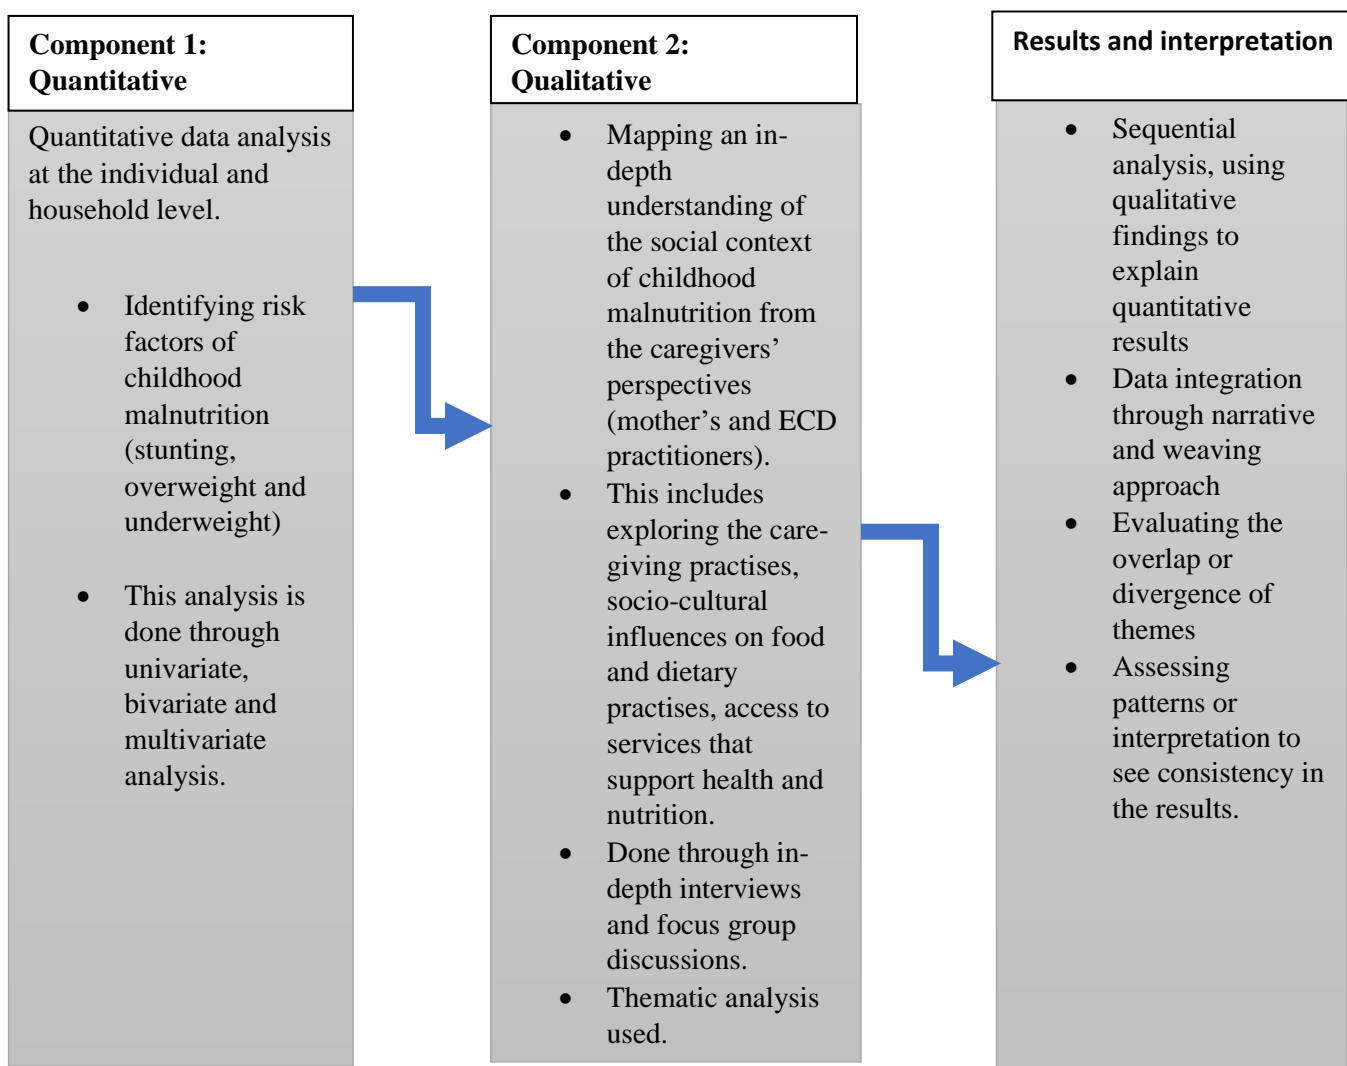 Component 1:
Quantitative
Quantitative data analysis
at the individual and
household level.
• Identifying risk
factors of
childhood
malnutrition
(stunting,
overweight and
underweight)
• This analysis is
done through
univariate,
bivariate and
multivariate
analysis.
Component 2:
Qualitative
• Mapping an in-
depth
understanding of
the social context
of childhood
malnutrition from
the caregivers’
perspectives
(mother’s and ECD
practitioners).
• This includes
exploring the care-
giving practises,
socio-cultural
influences on food
and dietary
practises, access to
services that
support health and
nutrition.
• Done through in-
depth interviews
and focus group
discussions.
• Thematic analysis
used.
Results and interpretation
• Sequential
analysis, using
qualitative
findings to
explain
quantitative
results
• Data integration
through narrative
and weaving
approach
• Evaluating the
overlap or
divergence of
themes
• Assessing
patterns or
interpretation to
see consistency in
the results.